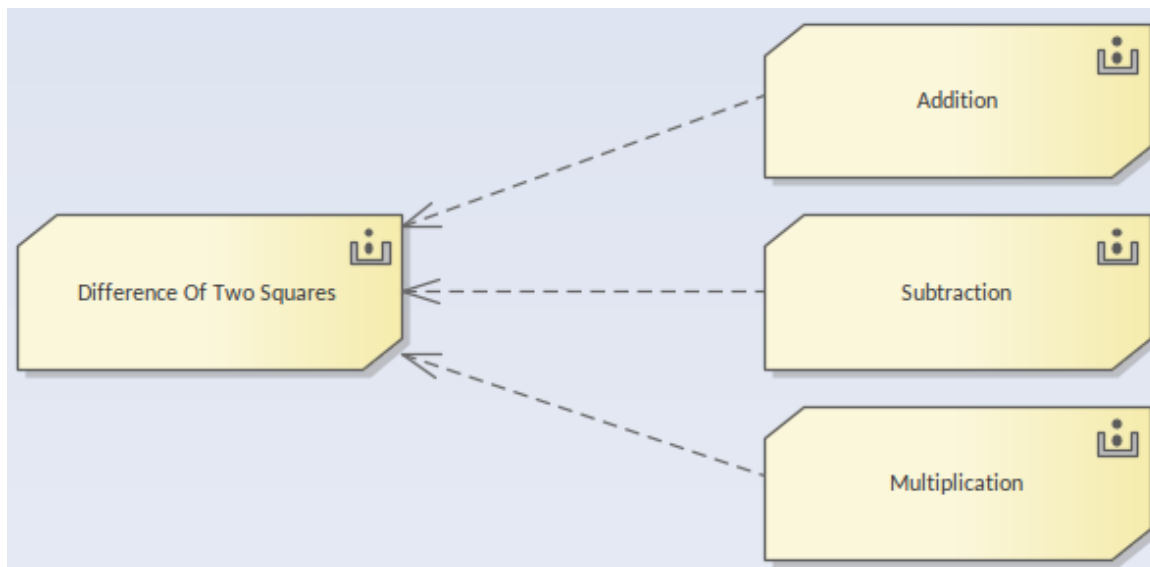 Addition
Difference Of Two Squares
Subtraction
Multiplication